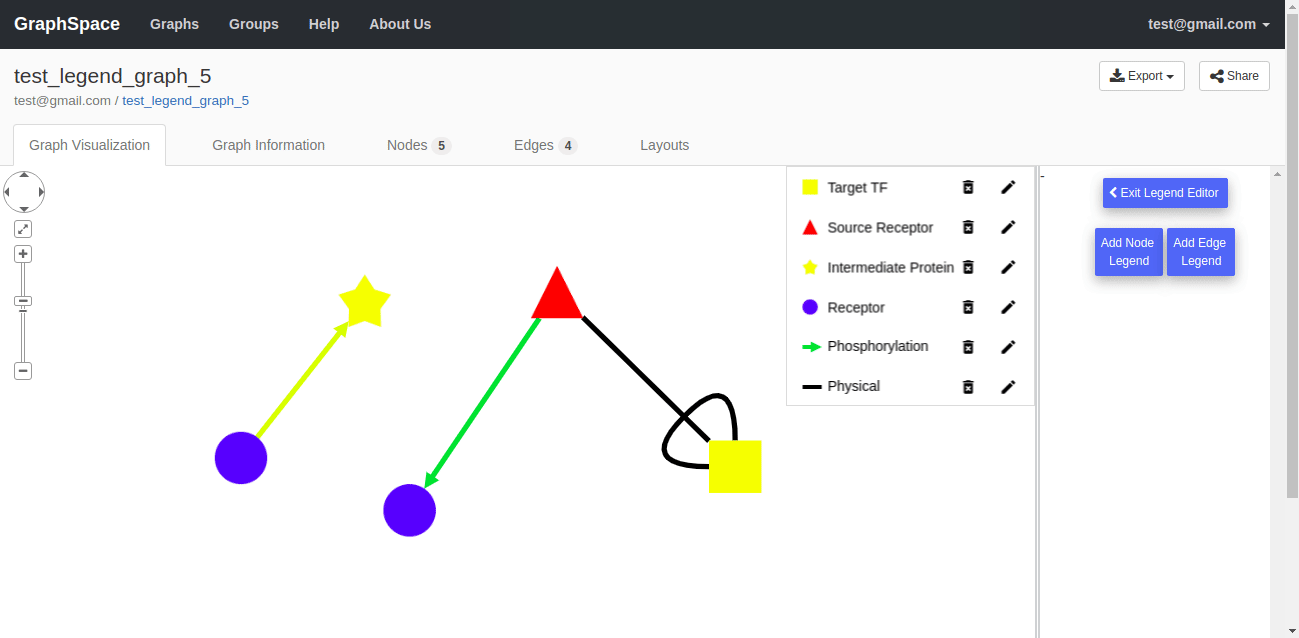 GraphSpace Graphs Groups Help About Us test@gmail.com
test_legend_graph_5 Export Share
test@gmail.com / test_legend_graph_5
Graph Visualization Graph Information Nodes 5 Edges 4 Layouts
Target TF
Source Receptor
Intermediate Protein
Receptor
Phosphorylation
Physical
-
Exit Legend Editor
Add Node Legend
Add Edge Legend